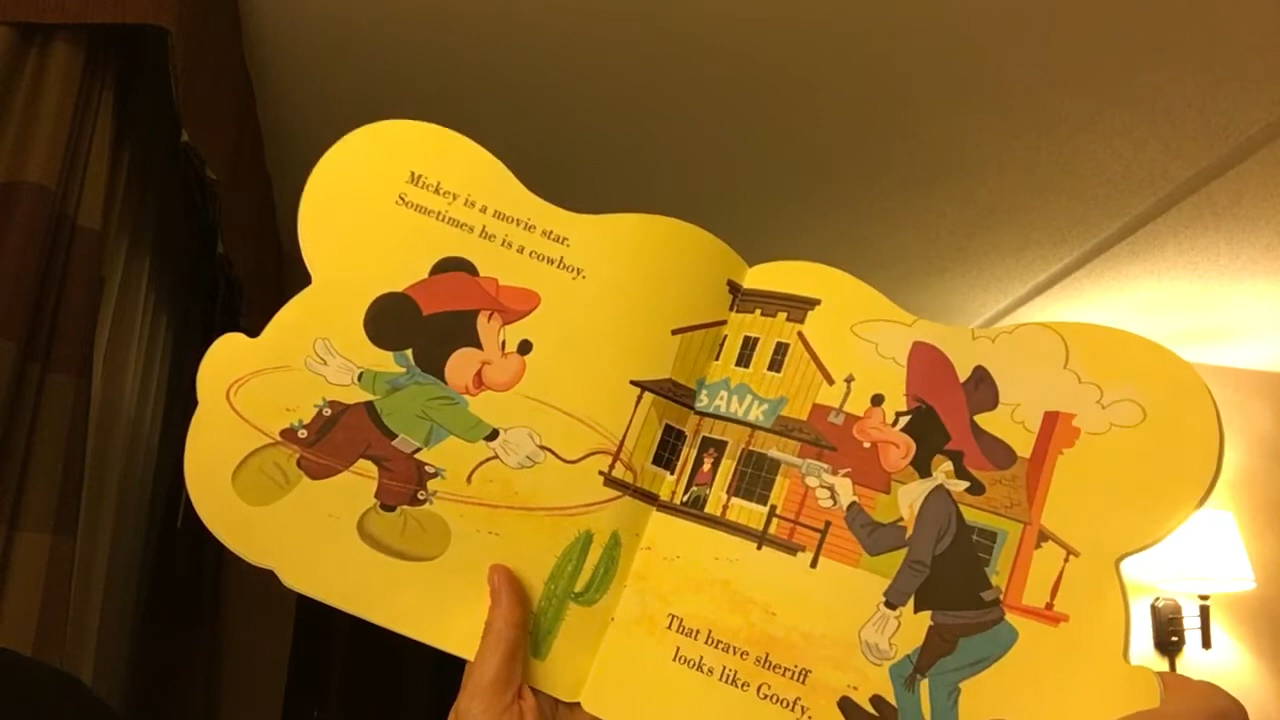 Mickey is a movie star.
Sometimes he is a cowboy.
BANK
That brave sheriff
looks like Goofy.